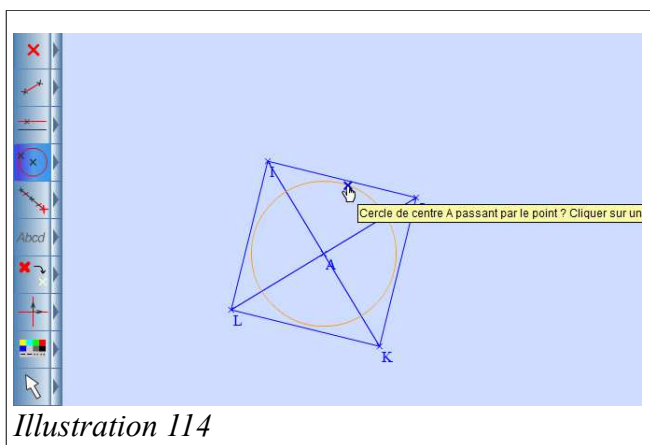 I
Cercle de centre A passant par le point ? Cliquer sur un
Abcd
A
L
K
Illustration 114